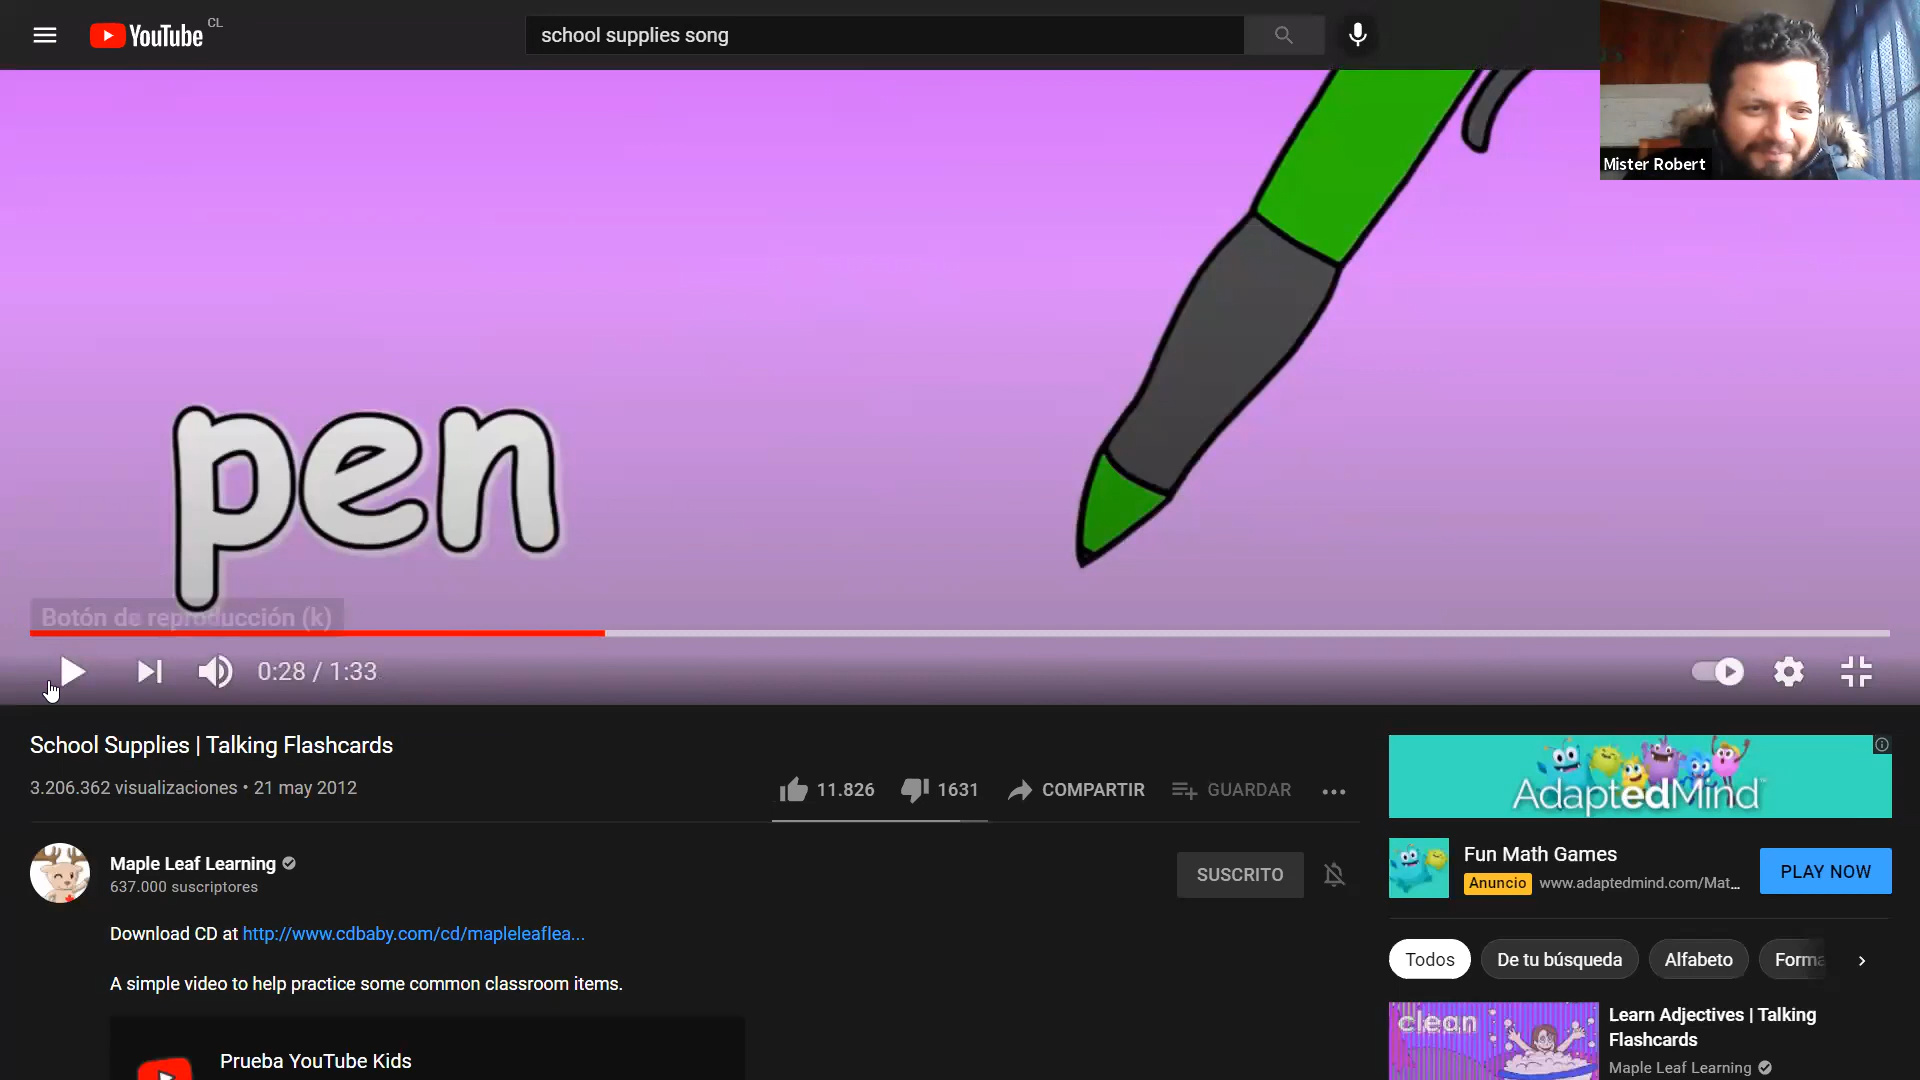 YouTube CL
school supplies song
Mister Robert
pen
Botón de reproducción (k)
0:28 / 1:33
School Supplies | Talking Flashcards
3.206.362 visualizaciones • 21 may 2012
11.826
1631
COMPARTIR
GUARDAR
Maple Leaf Learning
637.000 suscriptores
SUSCRITO
Download CD at http://www.cdbaby.com/cd/mapleleaflea...
A simple video to help practice some common classroom items.
Prueba YouTube Kids
AdaptedMind™
Fun Math Games
Anuncio www.adaptedmind.com/Mat...
PLAY NOW
Todos
De tu búsqueda
Alfabeto
Forma
clean
Learn Adjectives | Talking
Flashcards
Maple Leaf Learning